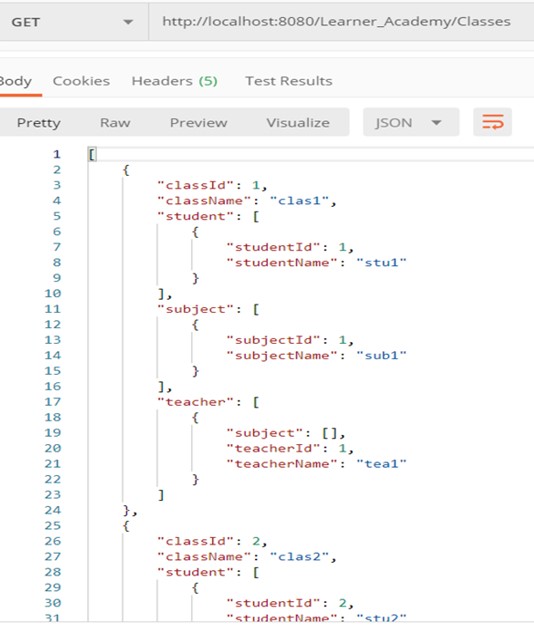 GET http://localhost:8080/Learner_Academy/Classes
Body Cookies Headers (5) Test Results
Pretty Raw Preview Visualize JSON
1 [
2 {
3 "classId": 1,
4 "className": "clas1",
5 "student": [
6 {
7 "studentId": 1,
8 "studentName": "stu1"
9 }
10 ],
11 "subject": [
12 {
13 "subjectId": 1,
14 "subjectName": "sub1"
15 }
16 ],
17 "teacher": [
18 {
19 "subject": [],
20 "teacherId": 1,
21 "teacherName": "tea1"
22 }
23 ]
24 },
25 {
26 "classId": 2,
27 "className": "clas2",
28 "student": [
29 {
30 "studentId": 2,
31 "studentName": "stu2"